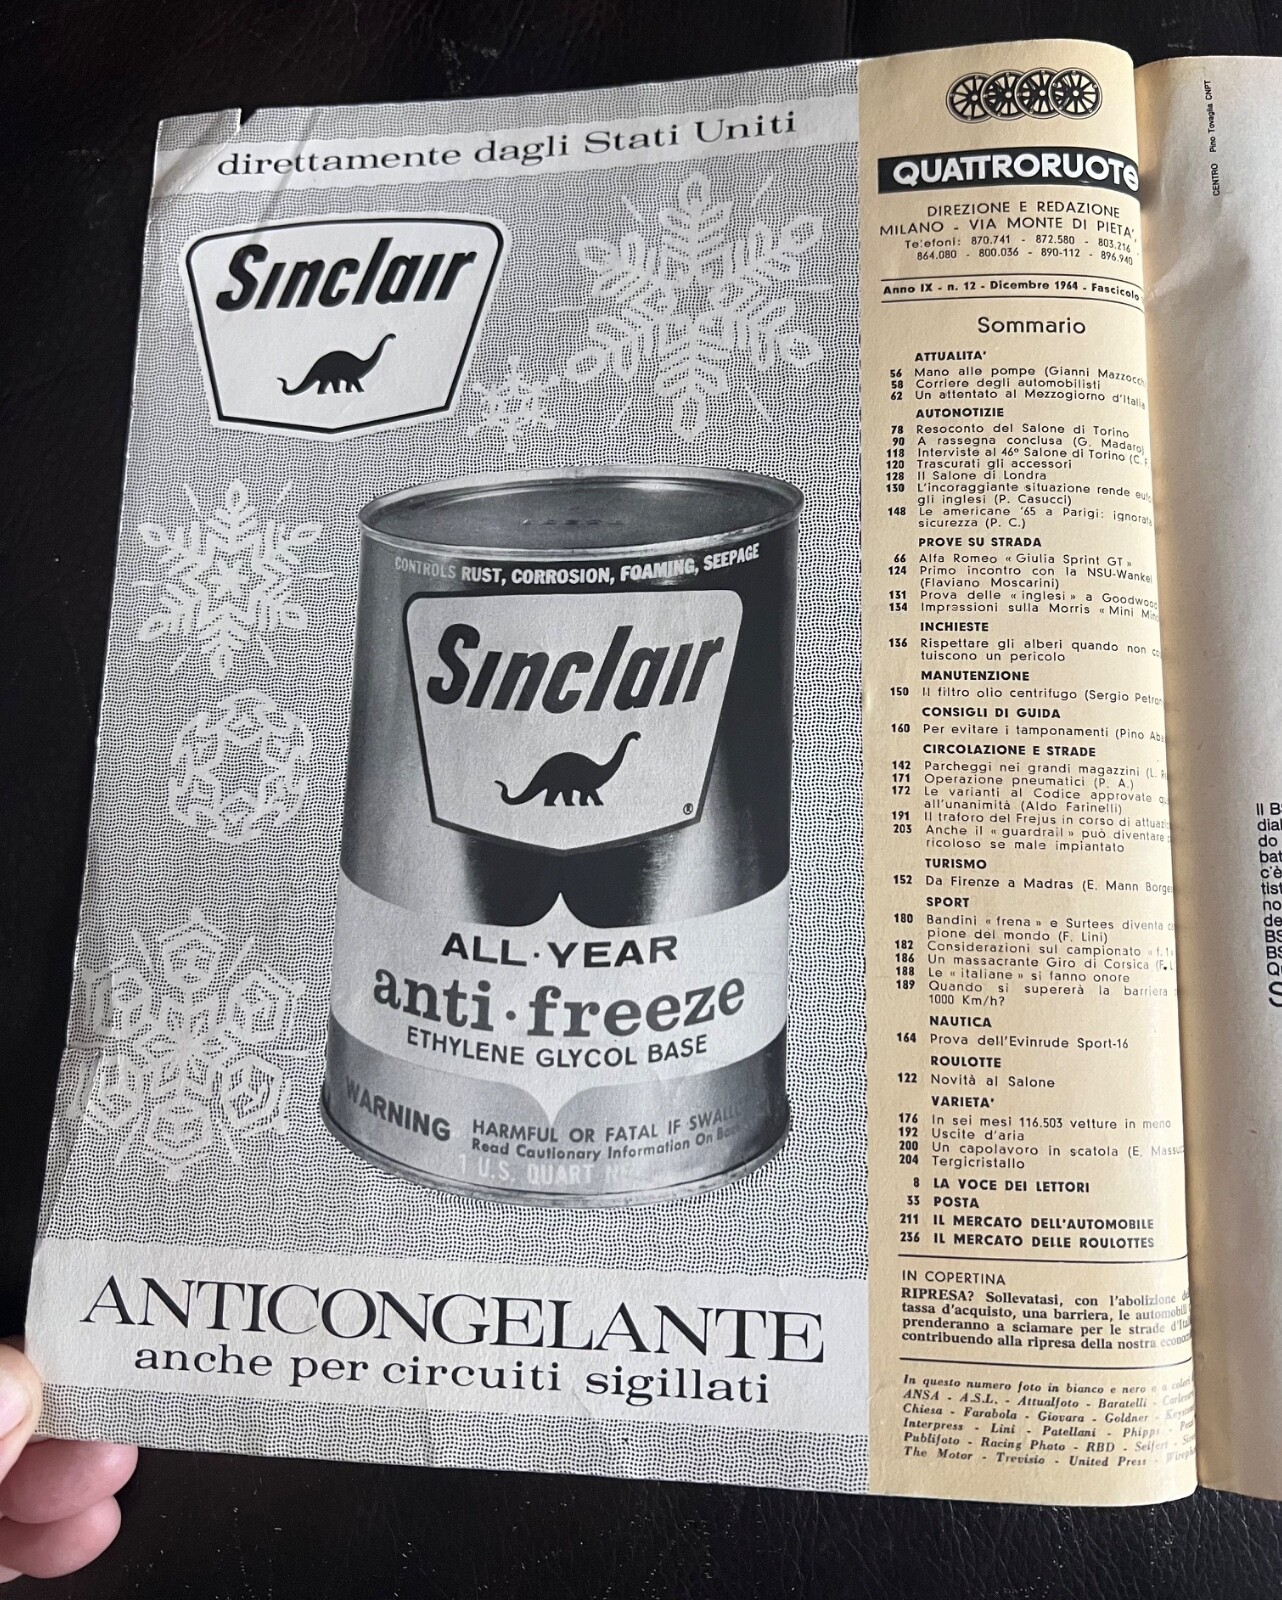 direttamente dagli Stati Uniti
Sinclair
CONTROLS RUST, CORROSION, FOAMING, SEEPAGE
Sinclair
®
ALL·YEAR
anti·freeze
ETHYLENE GLYCOL BASE
WARNING
HARMFUL OR FATAL IF
Read Cautionary Information On
U.S. QUART
ANTICONGELANTE
anche per circuiti sigillati
QUATTRORUOTe
DIREZIONE E REDAZIONE
MILANO - VIA MONTE DI PIETA'
Telefoni: 870.741 - 872.580 - 803.216
864.080 - 800.036 - 890-112 - 896.940
Anno IX - n. 12 - Dicembre 1964 - Fascicolo
Sommario
ATTUALITA'
56 Mano alle pompe (Gianni
58 Corriere degli automobilisti
62 Un attentato al Mezzogiorno d'Italia
AUTONOTIZIE
78 Resoconto del Salone di Torino
90 A rassegna conclusa (G. Madaro)
118 Interviste al 46° Salone di Torino (C.
120 Trascurati gli accessori
128 Il Salone di Londra
130 L'incoraggiante situazione rende
gli inglesi (P. Casucci)
148 Le americane '65 a Parigi:
sicurezza (P. C.)
PROVE SU STRADA
66 Alfa Romeo « Giulia Sprint GT »
124 Primo incontro con la NSU-Wankel
(Flaviano Moscarini)
131 Prova delle « inglesi » a Goodwood
134 Impressioni sulla Morris « Mini
INCHIESTE
136 Rispettare gli alberi quando non
tuiscono un pericolo
MANUTENZIONE
150 Il filtro olio centrifugo (Sergio
CONSIGLI DI GUIDA
160 Per evitare i tamponamenti (Pino
CIRCOLAZIONE E STRADE
142 Parcheggi nei grandi magazzini (L.
171 Operazione pneumatici (P. A.)
172 Le varianti al Codice approvate
all'unanimità (Aldo Farinelli)
191 Il traforo del Frejus in corso di
203 Anche il « guardrail » può diventare
ricoloso se male impiantato
TURISMO
152 Da Firenze a Madras (E. Mann
SPORT
180 Bandini « frena » e Surtees diventa
pione del mondo (F. Lini)
182 Considerazioni sul campionato « f. 1 »
186 Un massacrante Giro di Corsica (F.
188 Le « italiane » si fanno onore
189 Quando si supererà la barriera
1000 Km/h?
NAUTICA
164 Prova dell'Evinrude Sport-16
ROULOTTE
122 Novità al Salone
VARIETA'
176 In sei mesi 116.503 vetture in meno
192 Uscite d'aria
200 Un capolavoro in scatola (E.
204 Tergicristallo
8 LA VOCE DEI LETTORI
33 POSTA
211 IL MERCATO DELL'AUTOMOBILE
236 IL MERCATO DELLE ROULOTTES
IN COPERTINA
RIPRESA? Sollevatasi, con l'abolizione
tassa d'acquisto, una barriera, le automobili
prenderanno a sciamare per le strade
contribuendo alla ripresa della nostra
In questo numero foto in bianco e nero
ANSA - A.S.L. - Attualfoto - Baratelli -
Chiesa - Farabola - Giovara - Goldner -
Interpress - Lini - Patellani - Phipps -
Publifoto - Racing Photo - RBD - Seifert -
The Motor - Trevisio - United Press -
CENTRO Pino Tovaglia CNPT
Il
do
c'è
no